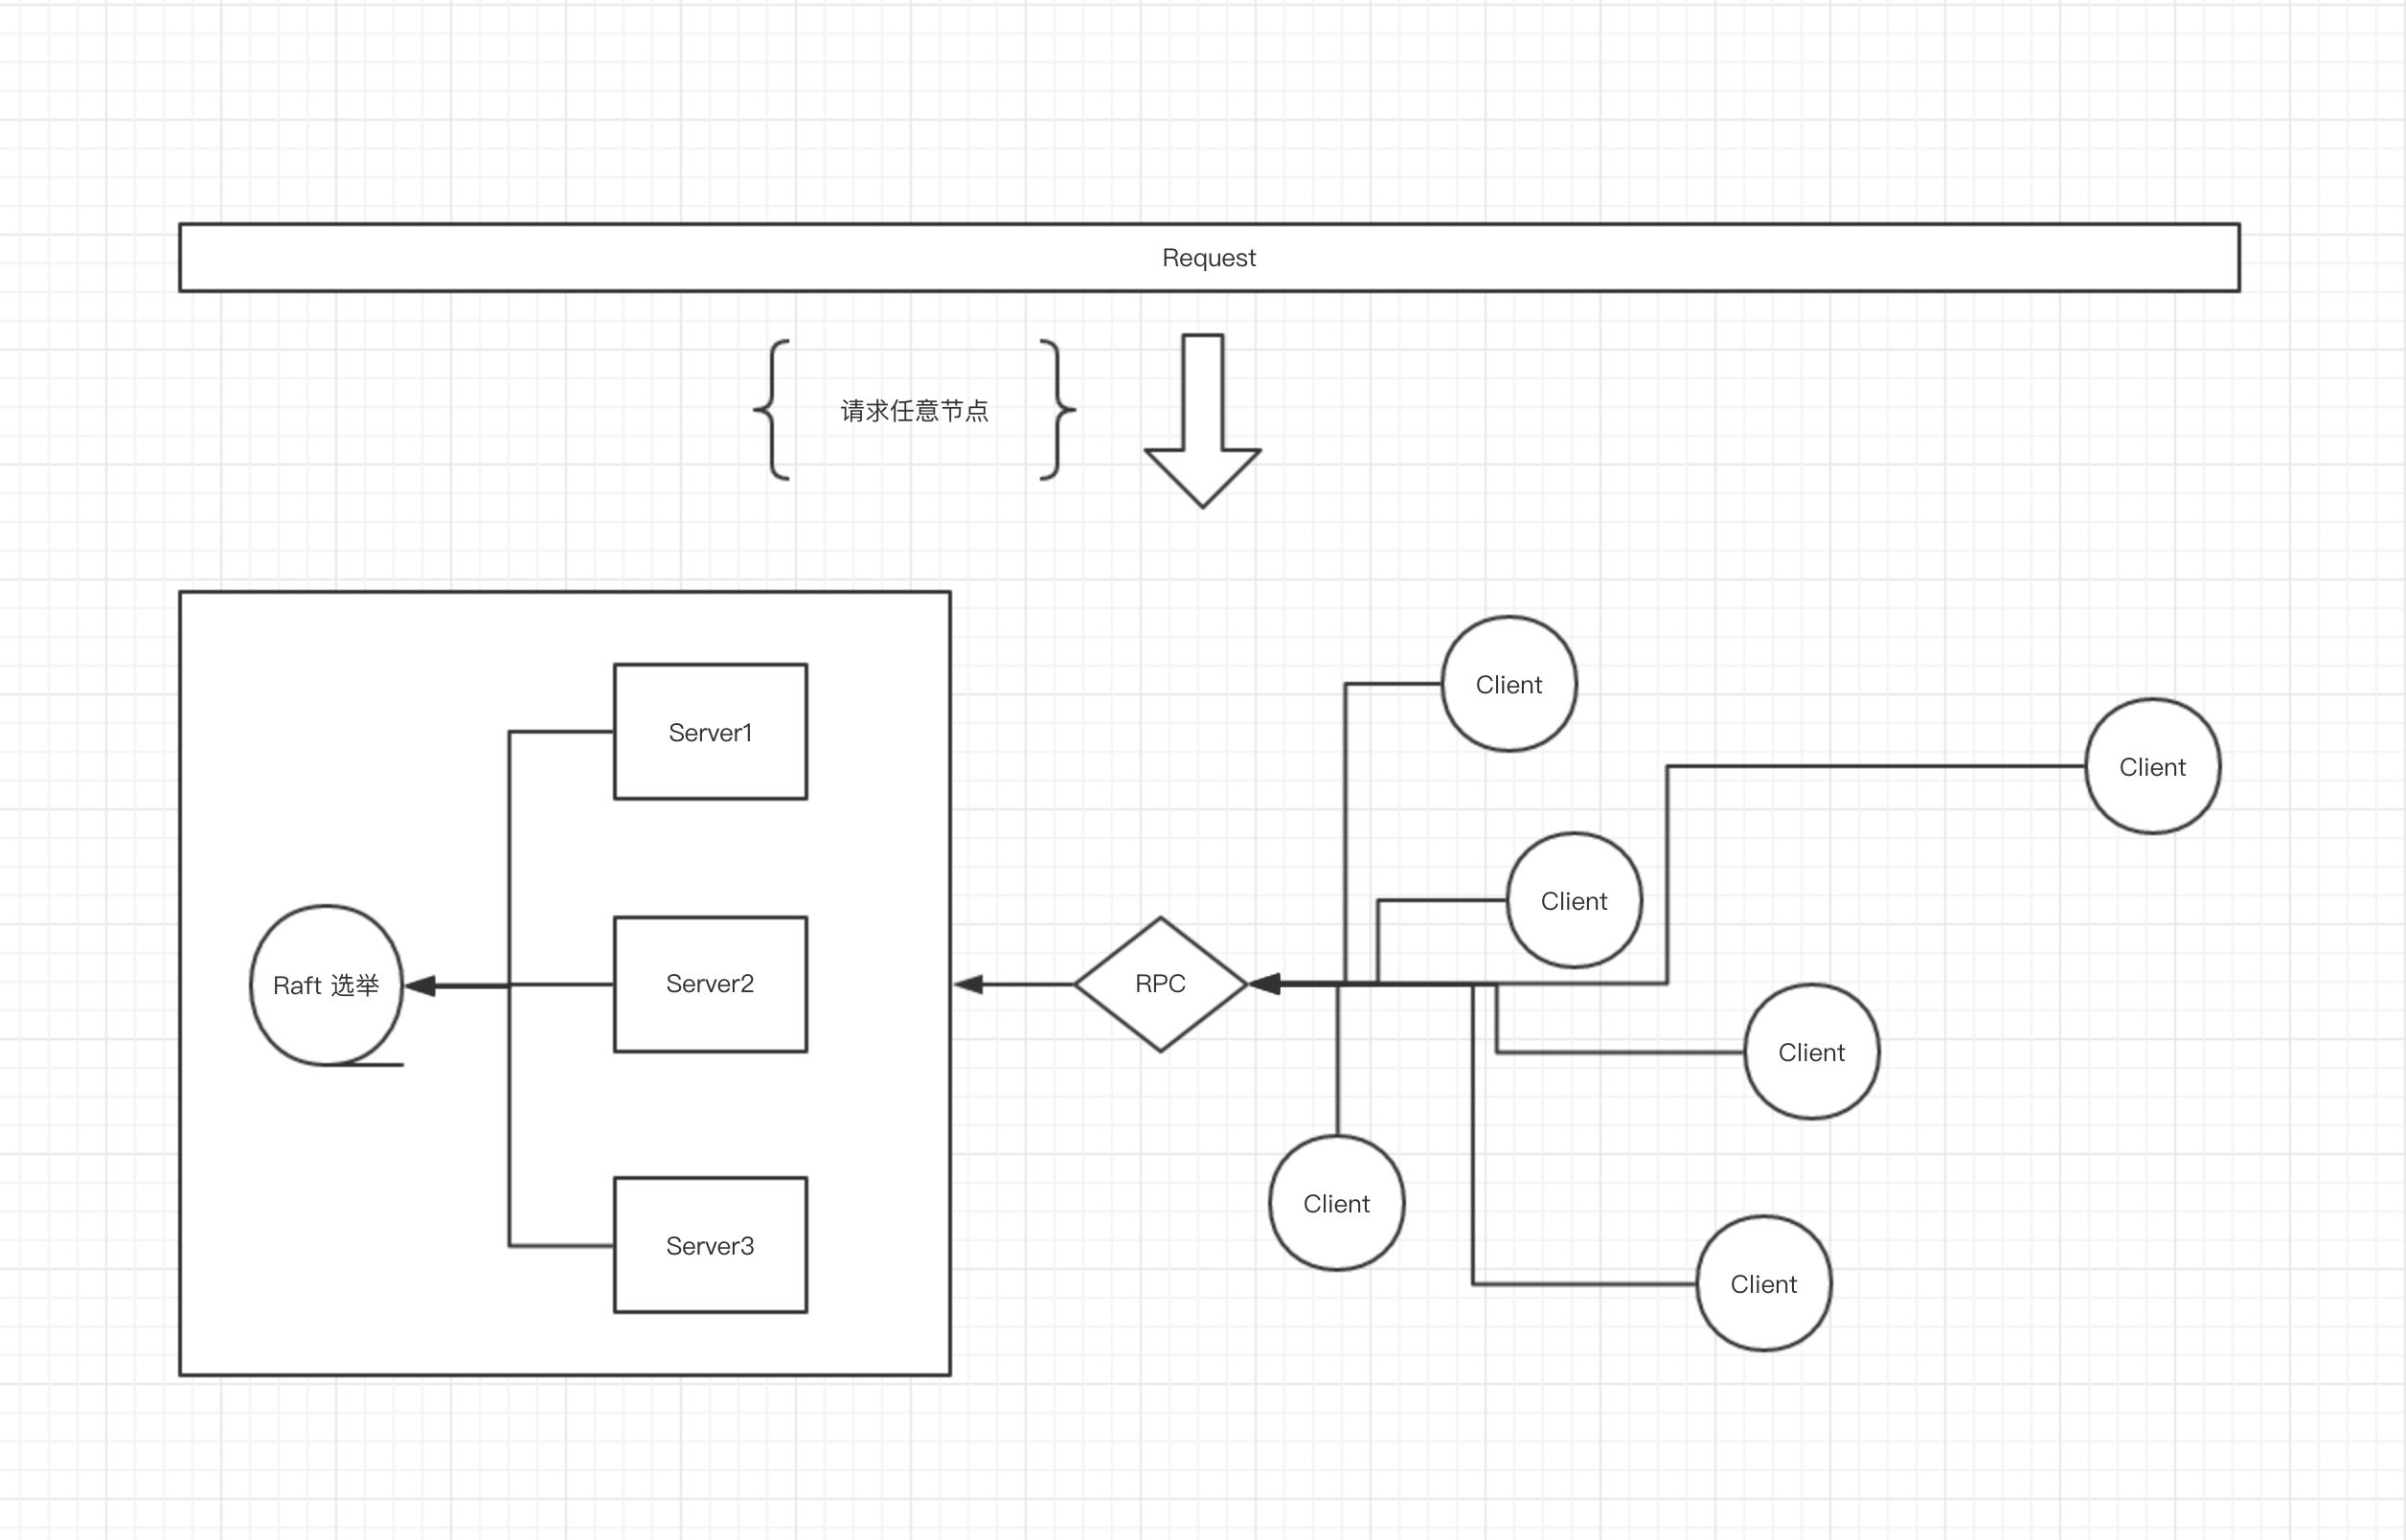 Request
请求任意节点
Client
Server1
Client
Client
Raft 选举
Server2
RPC
Client
Client
Server3
Client